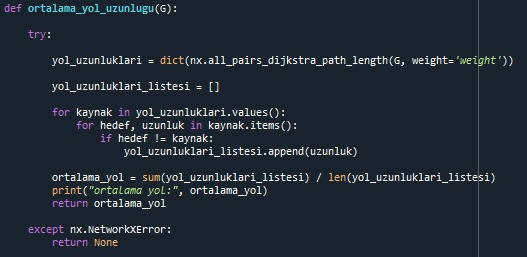 def ortalama_yol_uzunlugu(G):
    try:
        yol_uzunluklari = dict(nx.all_pairs_dijkstra_path_length(G, weight='weight'))
        yol_uzunluklari_listesi = []
        for kaynak in yol_uzunluklari.values():
            for hedef, uzunluk in kaynak.items():
                if hedef != kaynak:
                    yol_uzunluklari_listesi.append(uzunluk)
        ortalama_yol = sum(yol_uzunluklari_listesi) / len(yol_uzunluklari_listesi)
        print("ortalama yol:", ortalama_yol)
        return ortalama_yol
    except nx.NetworkXError:
        return None